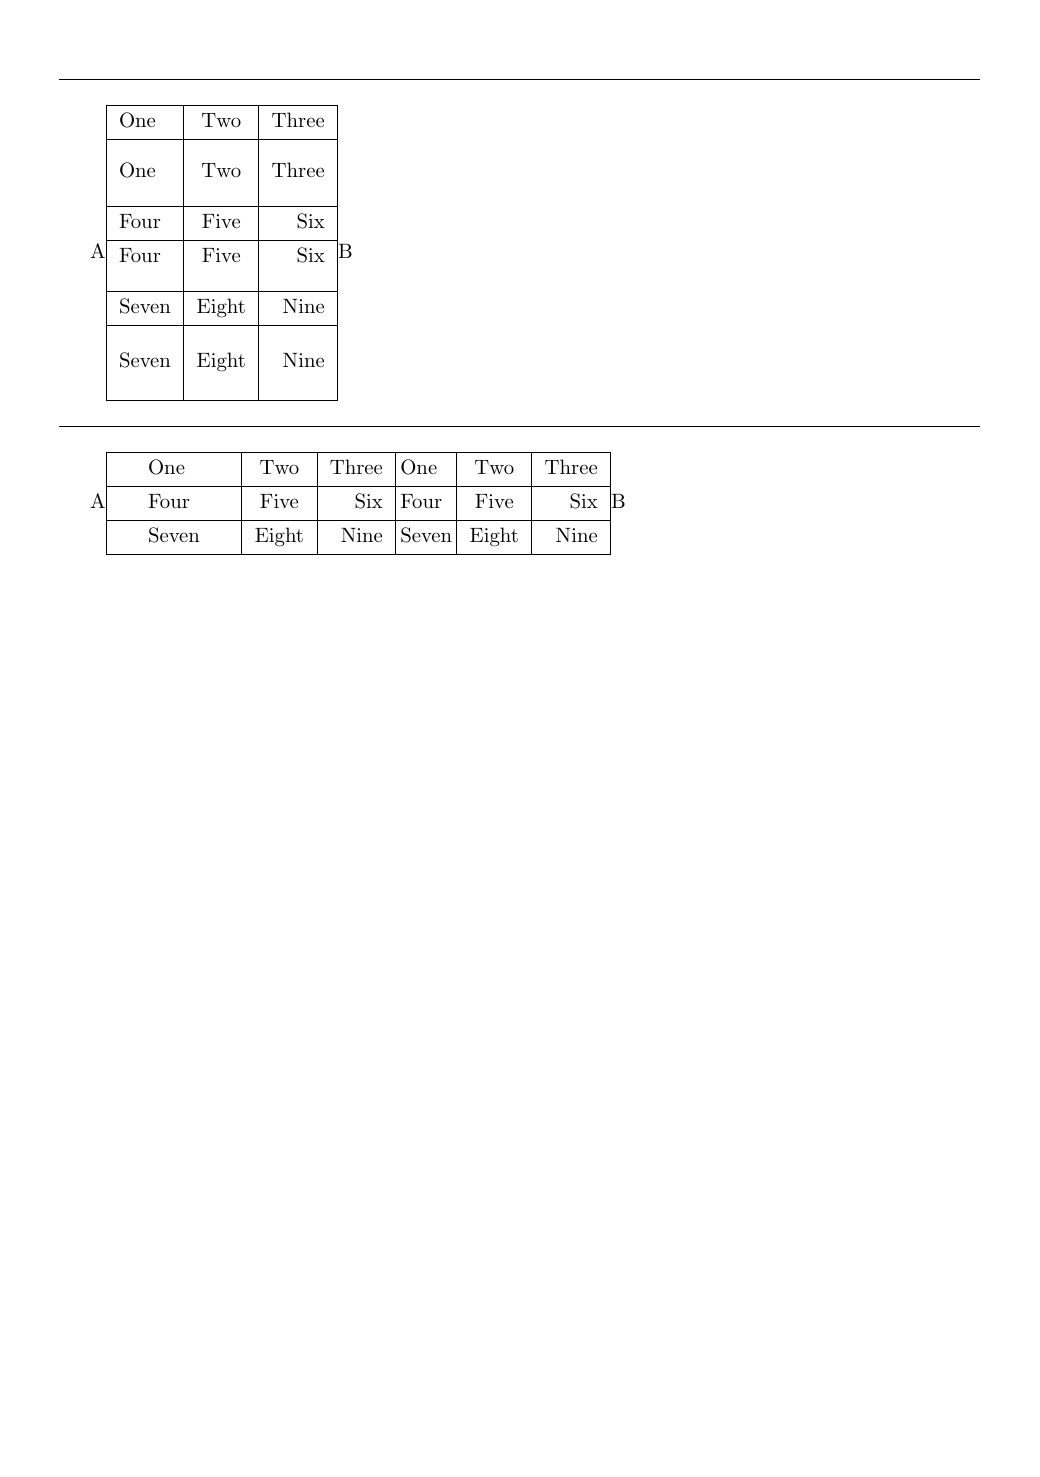 One Two Three
One Two Three
Four Five Six
A Four Five Six B
Seven Eight Nine
Seven Eight Nine
One Two Three One Two Three
A Four Five Six Four Five Six B
Seven Eight Nine Seven Eight Nine